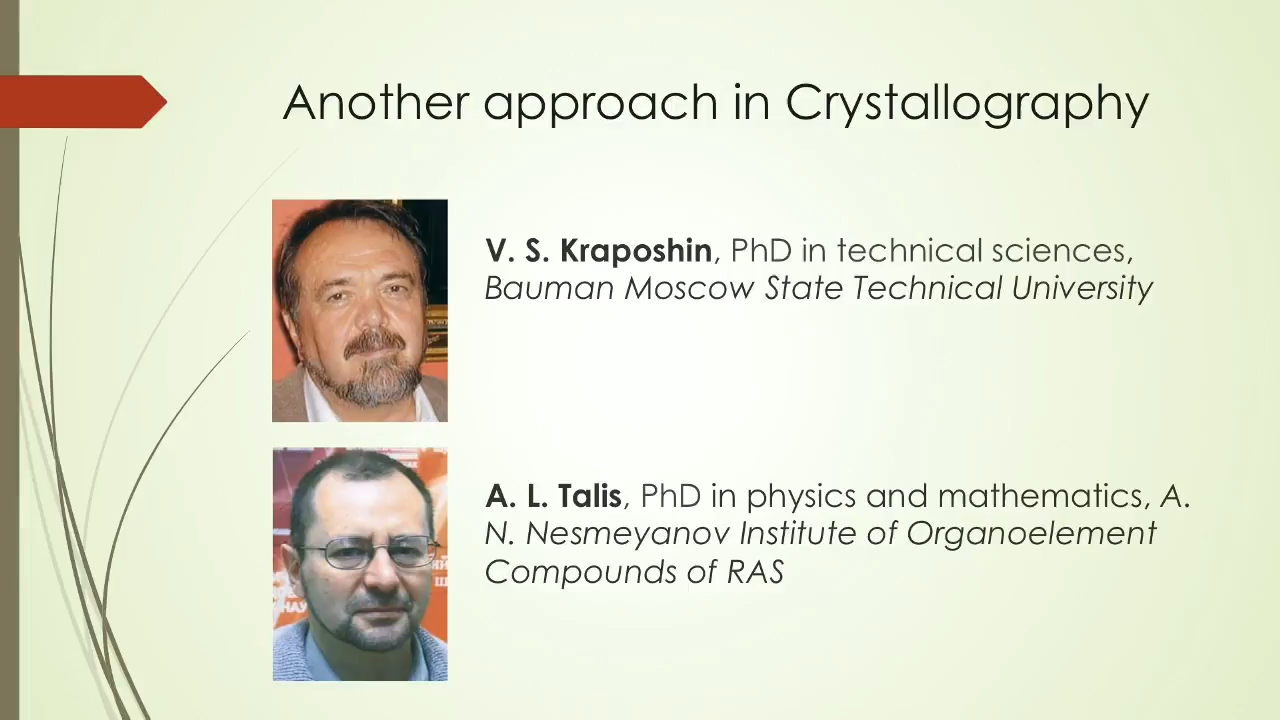 Another approach in Crystallography
V. S. Kraposhin, PhD in technical sciences,
Bauman Moscow State Technical University
A. L. Talis, PhD in physics and mathematics, A.
N. Nesmeyanov Institute of Organoelement
Compounds of RAS